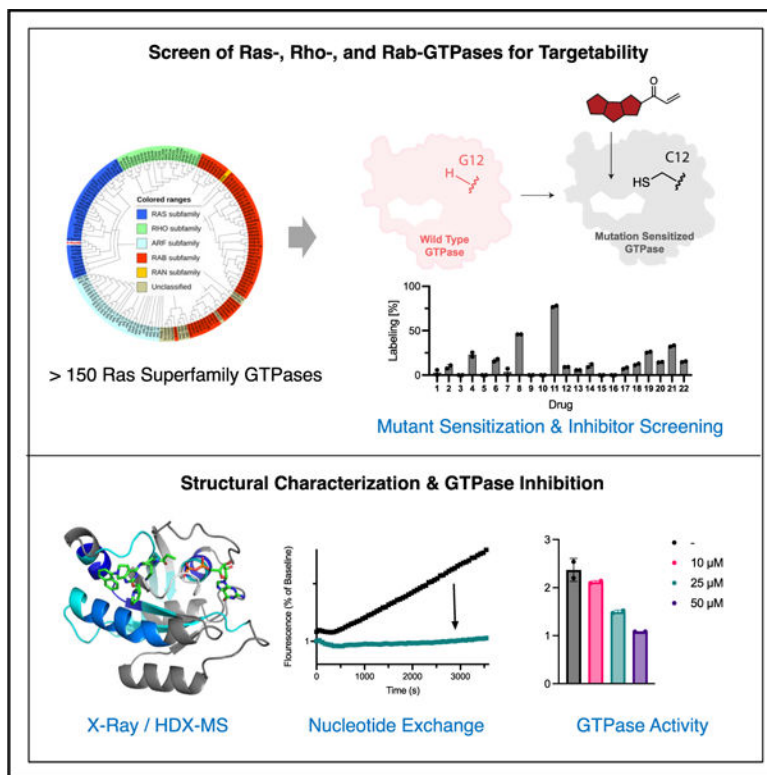 Screen of Ras-, Rho-, and Rab-GTPases for Targetability
Colored ranges
RAS subfamily
RHO subfamily
ARF subfamily
RAB subfamily
RAN subfamily
Unclassified
> 150 Ras Superfamily GTPases
O
G12
H
Wild Type
GTPase
C12
HS
Mutation Sensitized
GTPase
Labeling [%]
100
50
0
1 2 3 4 6 7 8 9 10 11 12 13 14 15 16 17 18 19 20 21 22
Drug
Mutant Sensitization & Inhibitor Screening
Structural Characterization & GTPase Inhibition
X-Ray / HDX-MS
Flourescence (% of Baseline)
1
0 1000 2000 3000
Time (s)
Nucleotide Exchange
3
2
1
0
-
10 µM
25 µM
50 µM
GTPase Activity